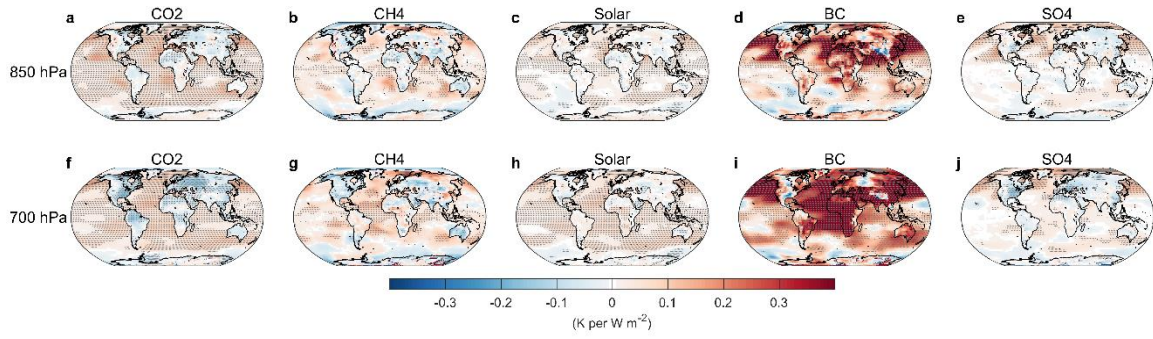 a CO2 b CH4 c Solar d BC e SO4
850 hPa
f CO2 g CH4 h Solar i BC j SO4
700 hPa
-0.3 -0.2 -0.1 0 0.1 0.2 0.3
(K per W m⁻²)